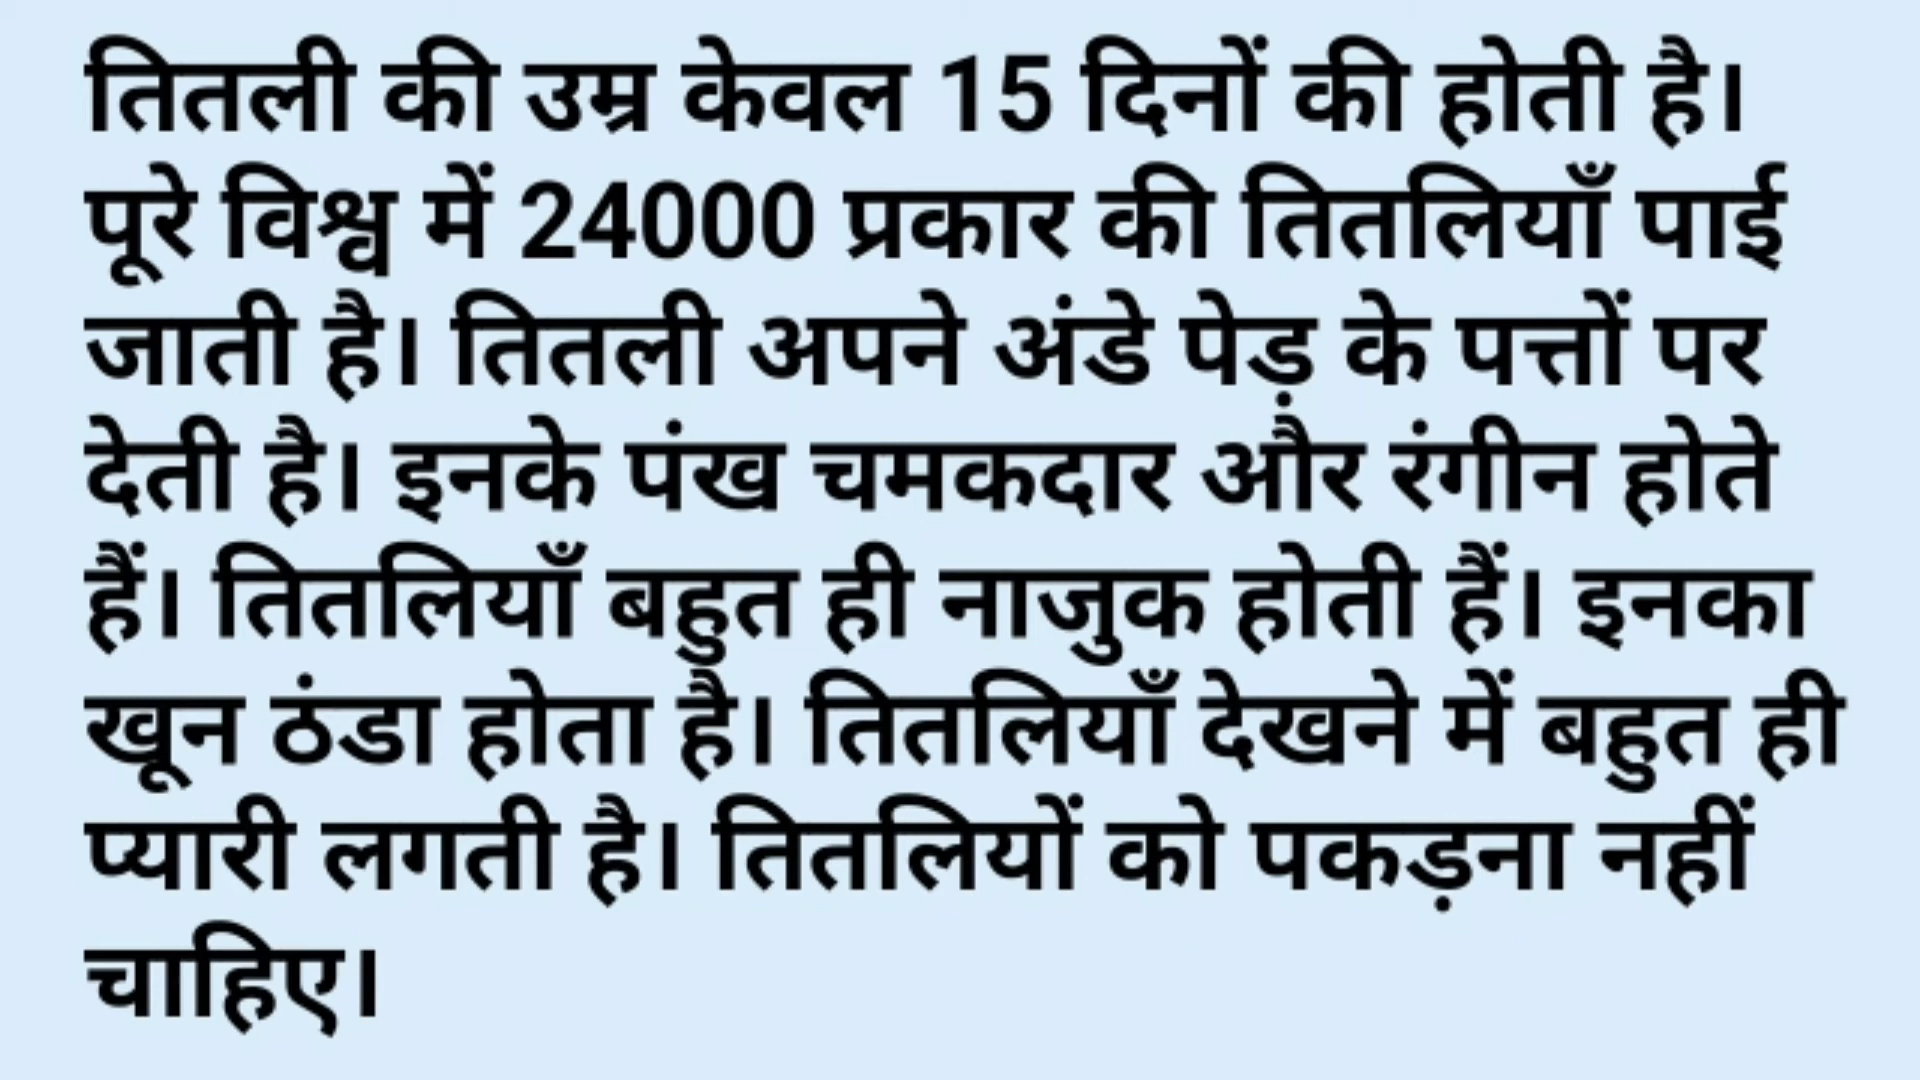 तितली की उम्र केवल 15 दिनों की होती है।
पूरे विश्व में 24000 प्रकार की तितलियाँ पाई
जाती है। तितली अपने अंडे पेड़ के पत्तों पर
देती है। इनके पंख चमकदार और रंगीन होते
हैं। तितलियाँ बहुत ही नाजुक होती हैं। इनका
खून ठंडा होता है। तितलियाँ देखने में बहुत ही
प्यारी लगती है। तितलियों को पकड़ना नहीं
चाहिए।